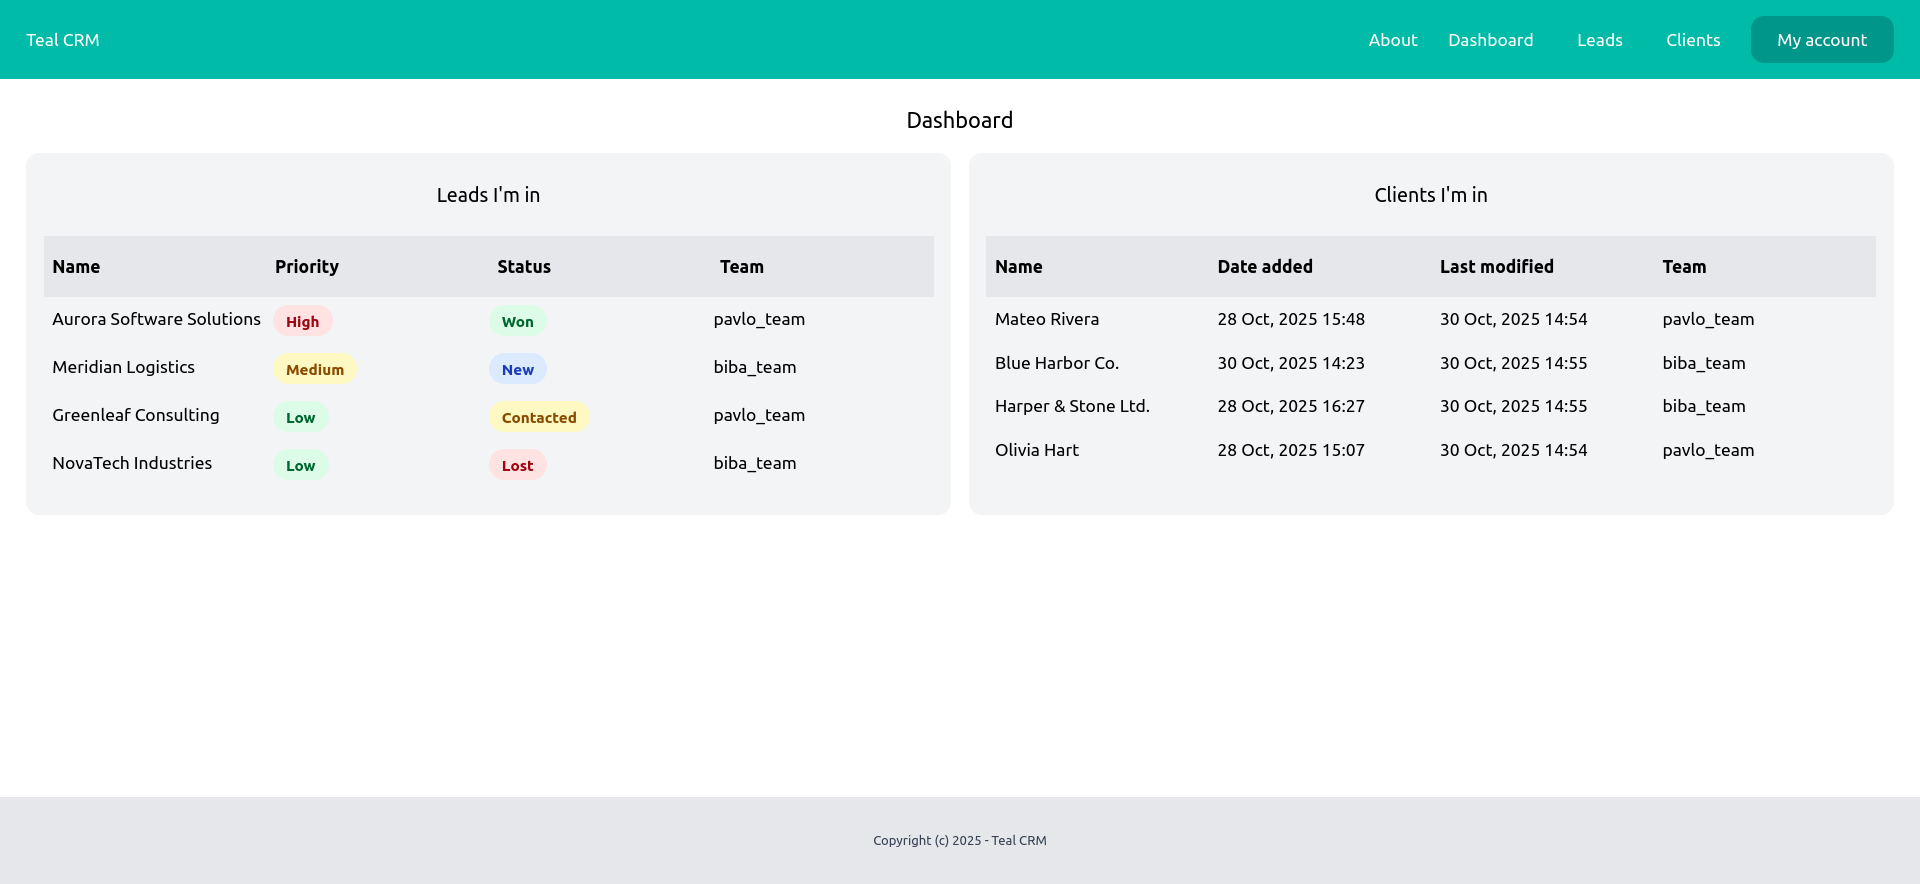 Teal CRM About Dashboard Leads Clients My account
Dashboard
Leads I'm in
Name Priority Status Team
Aurora Software Solutions High Won pavlo_team
Meridian Logistics Medium New biba_team
Greenleaf Consulting Low Contacted pavlo_team
NovaTech Industries Low Lost biba_team
Clients I'm in
Name Date added Last modified Team
Mateo Rivera 28 Oct, 2025 15:48 30 Oct, 2025 14:54 pavlo_team
Blue Harbor Co. 30 Oct, 2025 14:23 30 Oct, 2025 14:55 biba_team
Harper & Stone Ltd. 28 Oct, 2025 16:27 30 Oct, 2025 14:55 biba_team
Olivia Hart 28 Oct, 2025 15:07 30 Oct, 2025 14:54 pavlo_team
Copyright (c) 2025 - Teal CRM